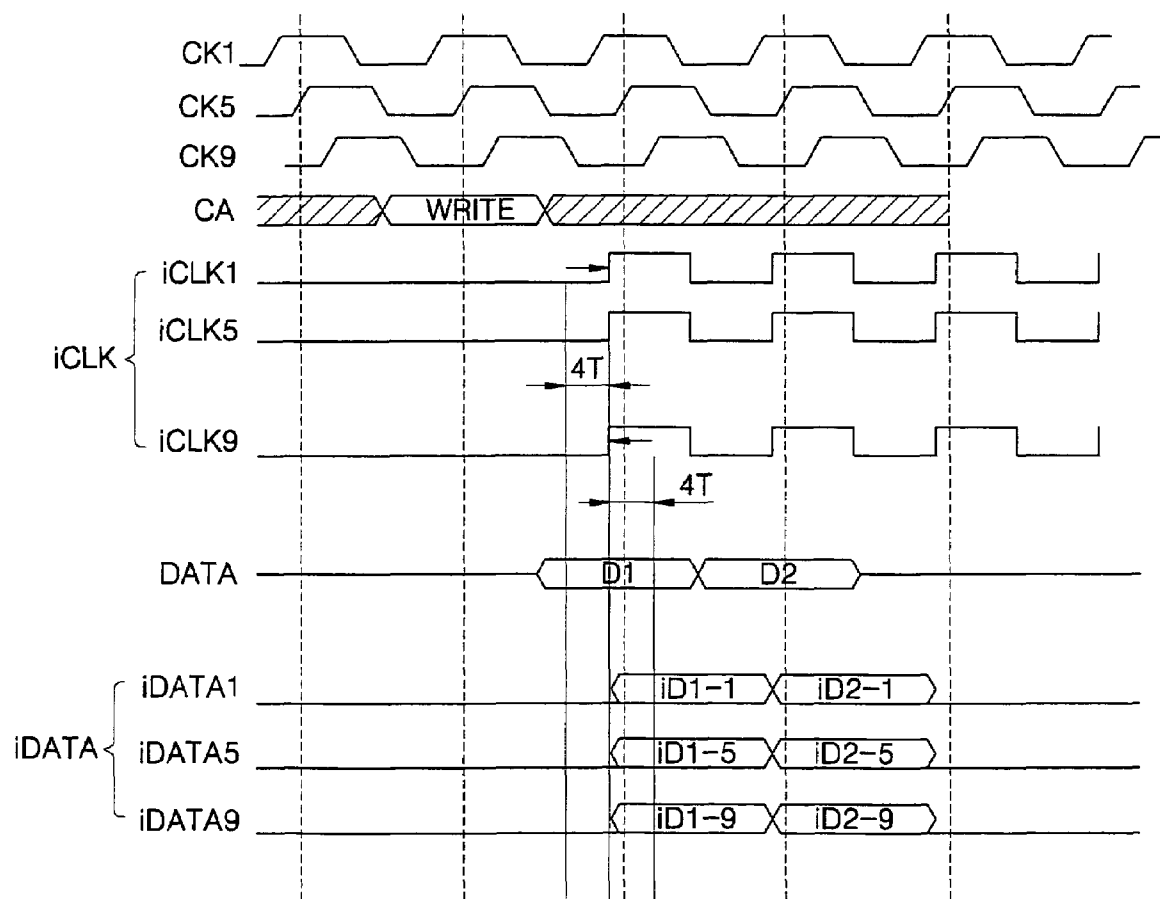 CK1
CK5
CK9
CA WRITE
iCLK1
iCLK5
iCLK
4T
iCLK9
4T
DATA D1 D2
iDATA1 iD1-1 iD2-1
iDATA iDATA5 iD1-5 iD2-5
iDATA9 iD1-9 iD2-9